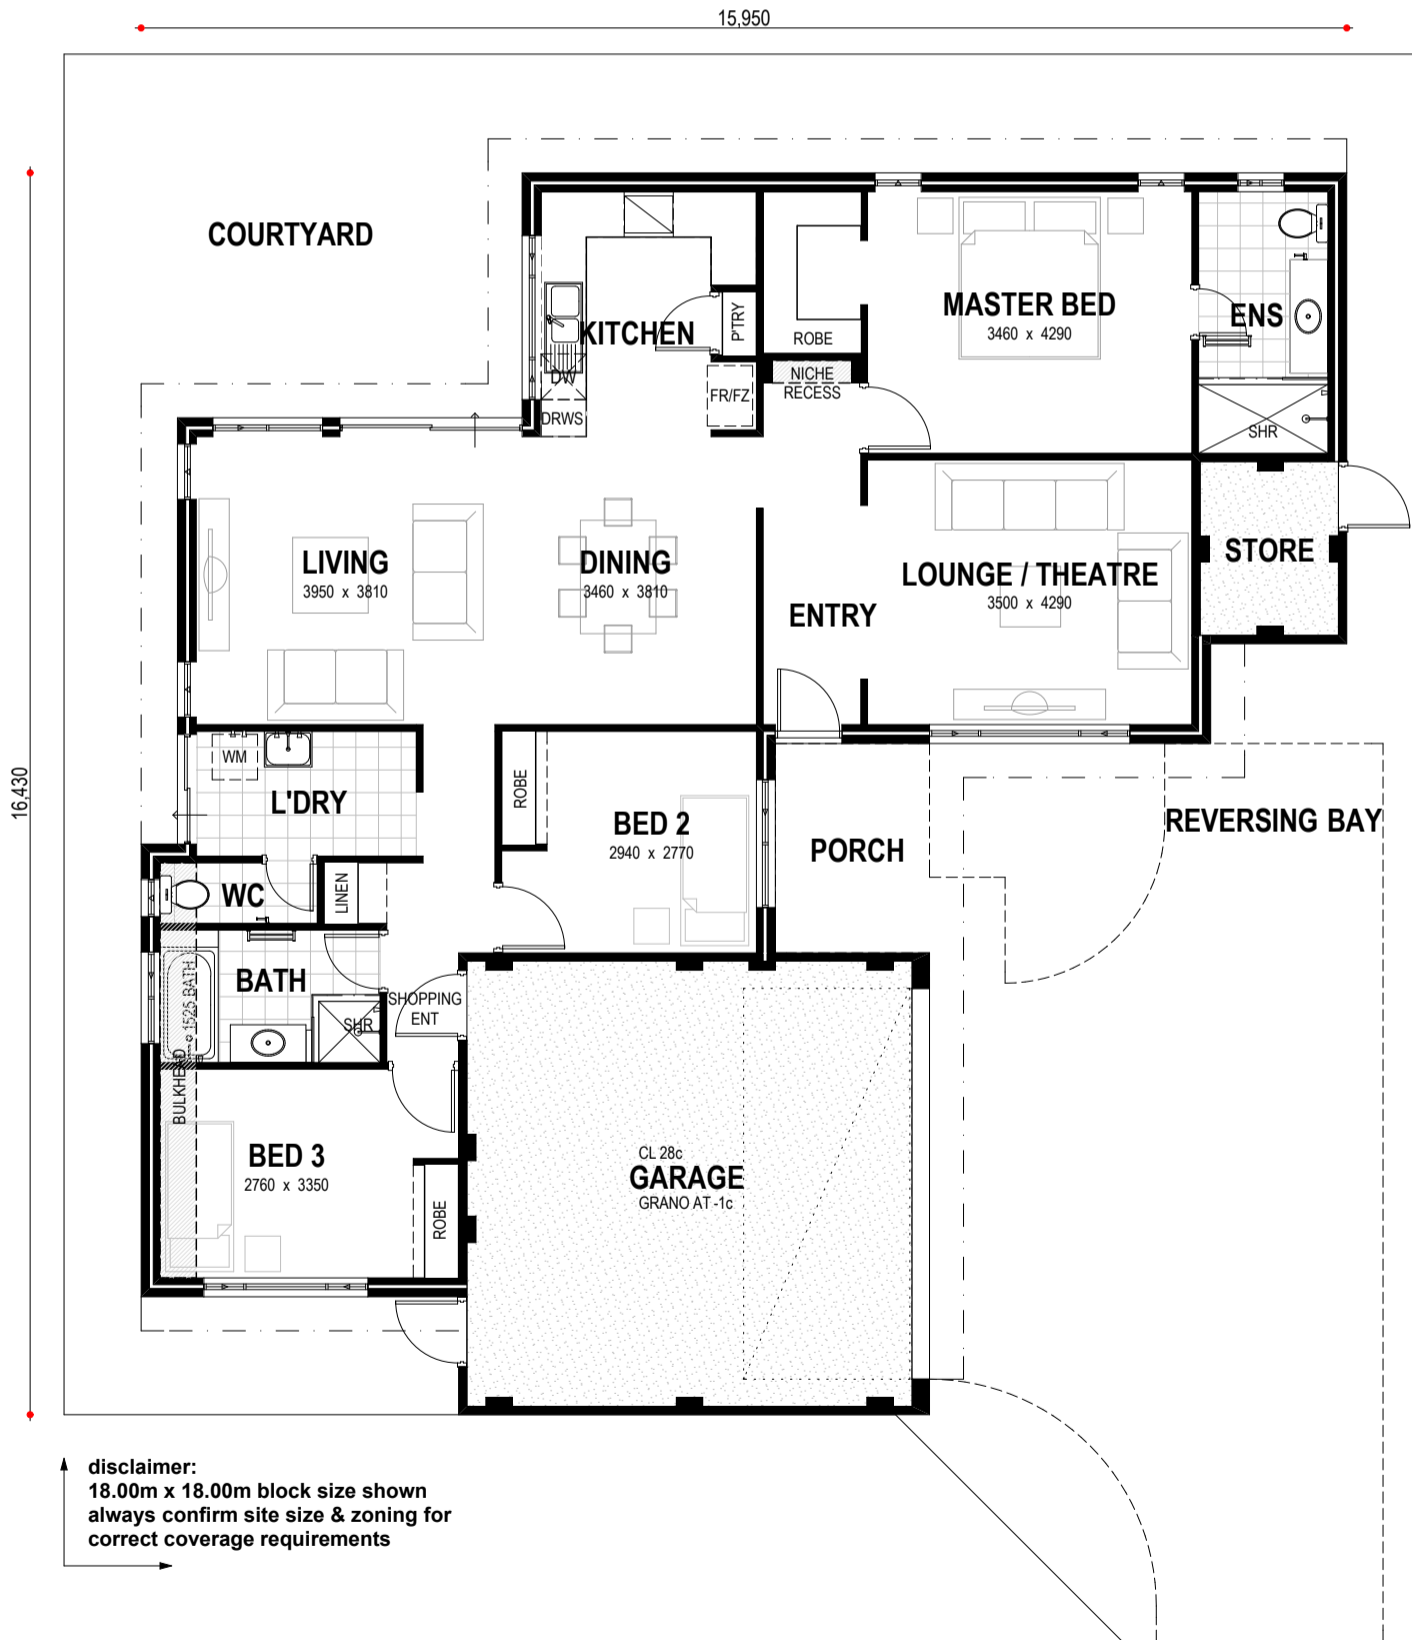 15,950
COURTYARD
KITCHEN
P'TRY
ROBE
MASTER BED
3460 x 4290
ENS
NICHE
RECESS
DW
DRWS
FR/FZ
SHR
LIVING
3950 x 3810
DINING
3460 x 3810
ENTRY
LOUNGE / THEATRE
3500 x 4290
STORE
16,430
WM
L'DRY
ROBE
BED 2
2940 x 2770
PORCH
REVERSING BAY
WC
LINEN
BATH
1525 BATH
SHR
SHOPPING
ENT
BULKHEAD
BED 3
2760 x 3350
ROBE
CL 28c
GARAGE
GRANO AT -1c
disclaimer:
18.00m x 18.00m block size shown
always confirm site size & zoning for
correct coverage requirements